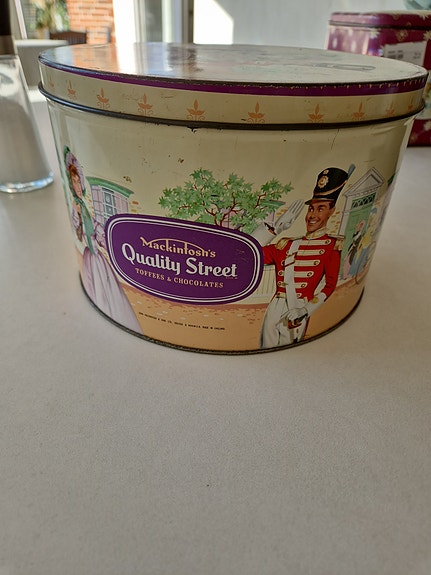 Mackintosh's
Quality Street
TOFFEES & CHOCOLATES